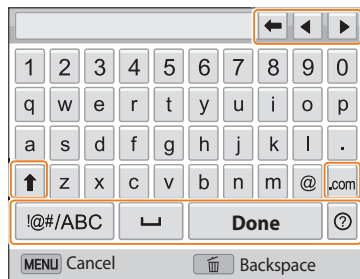 1 2 3 4 5 6 7 8 9 0
q w e r t y u i o p
a s d f g h j k l .
z x c v b n m @ .com
!@#/ABC Done ?
MENU Cancel Backspace